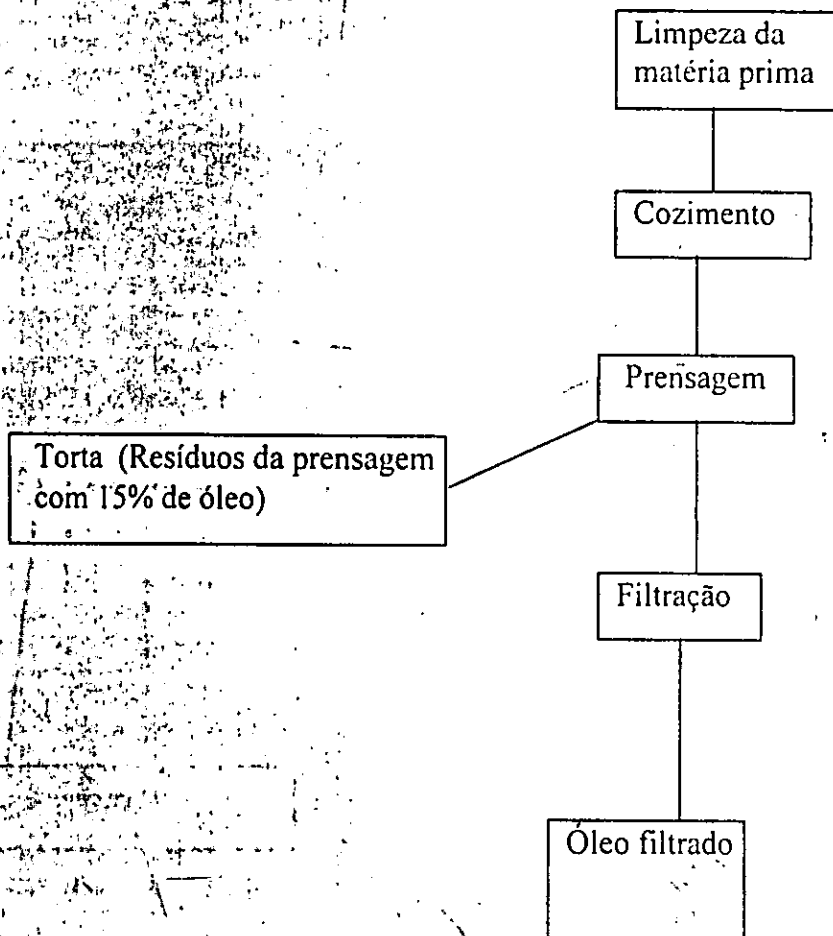 Limpeza da
matéria prima
Cozimento
Prensagem
Torta (Resíduos da prensagem
com 15% de óleo)
Filtração
Óleo filtrado